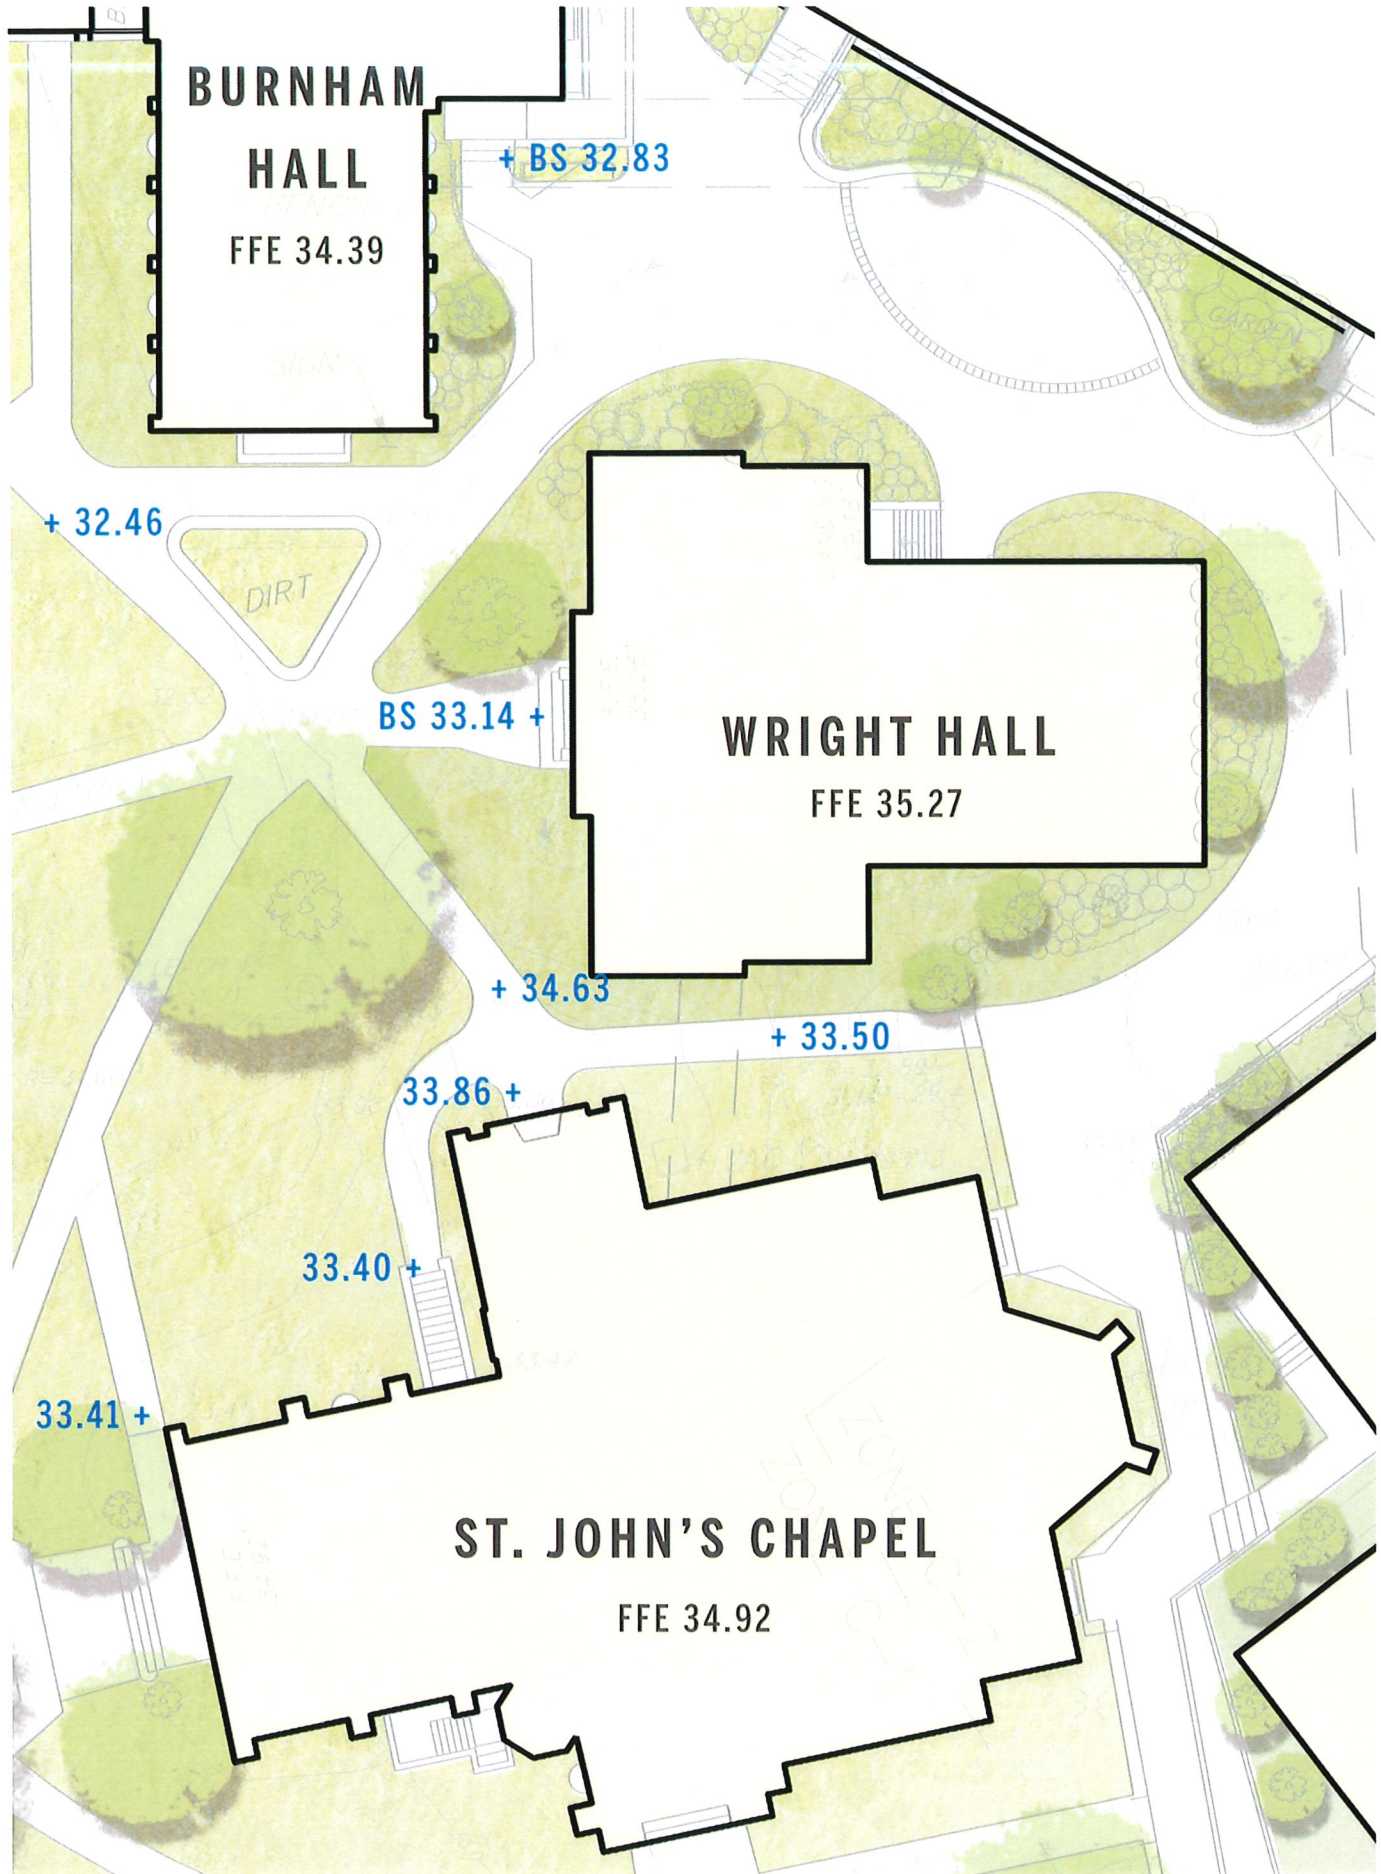 BURNHAM
HALL
FFE 34.39
+ BS 32.83
GARDEN
SIGN
+ 32.46
DIRT
BS 33.14 +
WRIGHT HALL
FFE 35.27
+ 34.63
+ 33.50
33.86 +
33.40 +
33.41 +
ST. JOHN'S CHAPEL
FFE 34.92